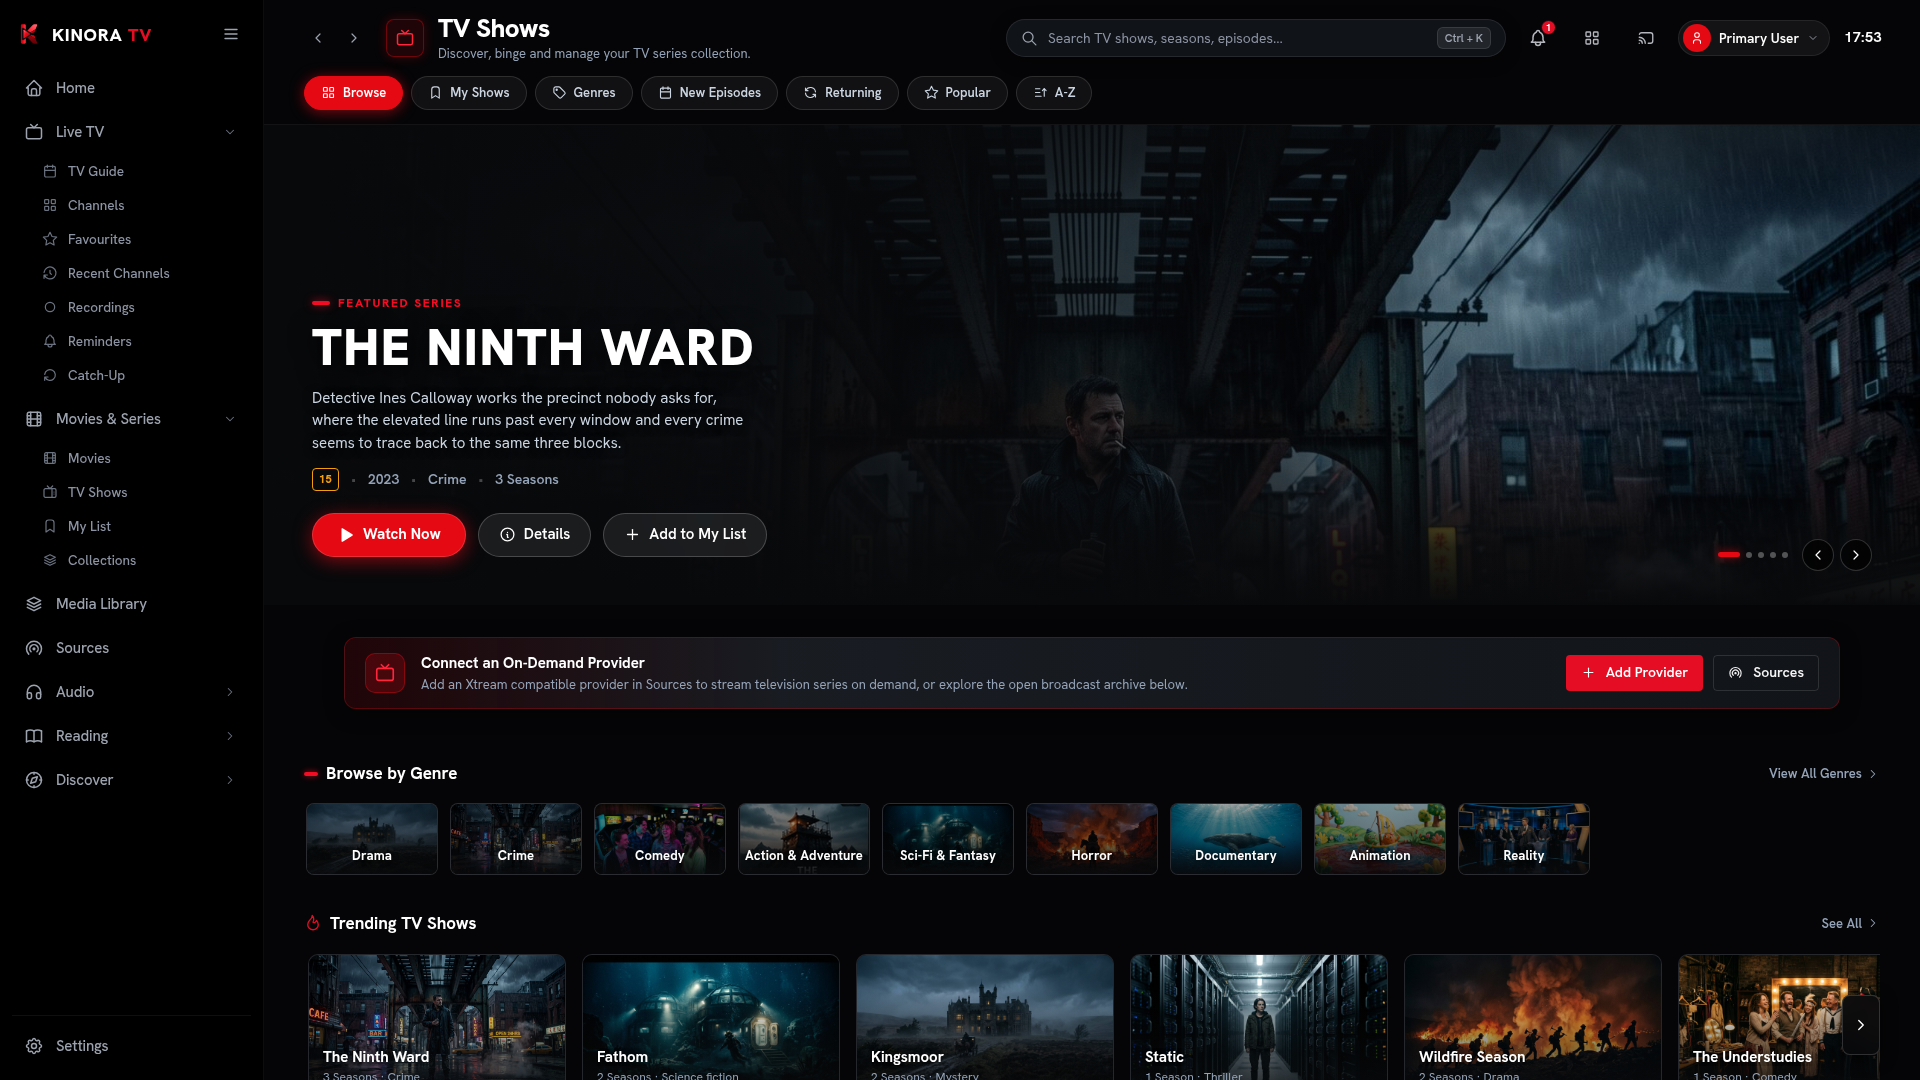 KINORA TV
TV Shows
Discover, binge and manage your TV series collection.
Search TV shows, seasons, episodes...
Ctrl + K
1
Primary User
17:53
Browse
My Shows
Genres
New Episodes
Returning
Popular
A-Z
Home
Live TV
TV Guide
Channels
Favourites
Recent Channels
Recordings
Reminders
Catch-Up
Movies & Series
Movies
TV Shows
My List
Collections
Media Library
Sources
Audio
Reading
Discover
Settings
FEATURED SERIES
THE NINTH WARD
Detective Ines Calloway works the precinct nobody asks for,
where the elevated line runs past every window and every crime
seems to trace back to the same three blocks.
15 • 2023 • Crime • 3 Seasons
Watch Now
Details
Add to My List
Connect an On-Demand Provider
Add an Xtream compatible provider in Sources to stream television series on demand, or explore the open broadcast archive below.
Add Provider
Sources
Browse by Genre
View All Genres
Drama
Crime
Comedy
Action & Adventure
Sci-Fi & Fantasy
Horror
Documentary
Animation
Reality
Trending TV Shows
See All
CAFE
The Ninth Ward
3 Seasons · Crime
Fathom
2 Seasons · Science fiction
Kingsmoor
2 Seasons · Mystery
Static
1 Season · Thriller
Wildfire Season
2 Seasons · Drama
The Understudies
1 Season · Comedy